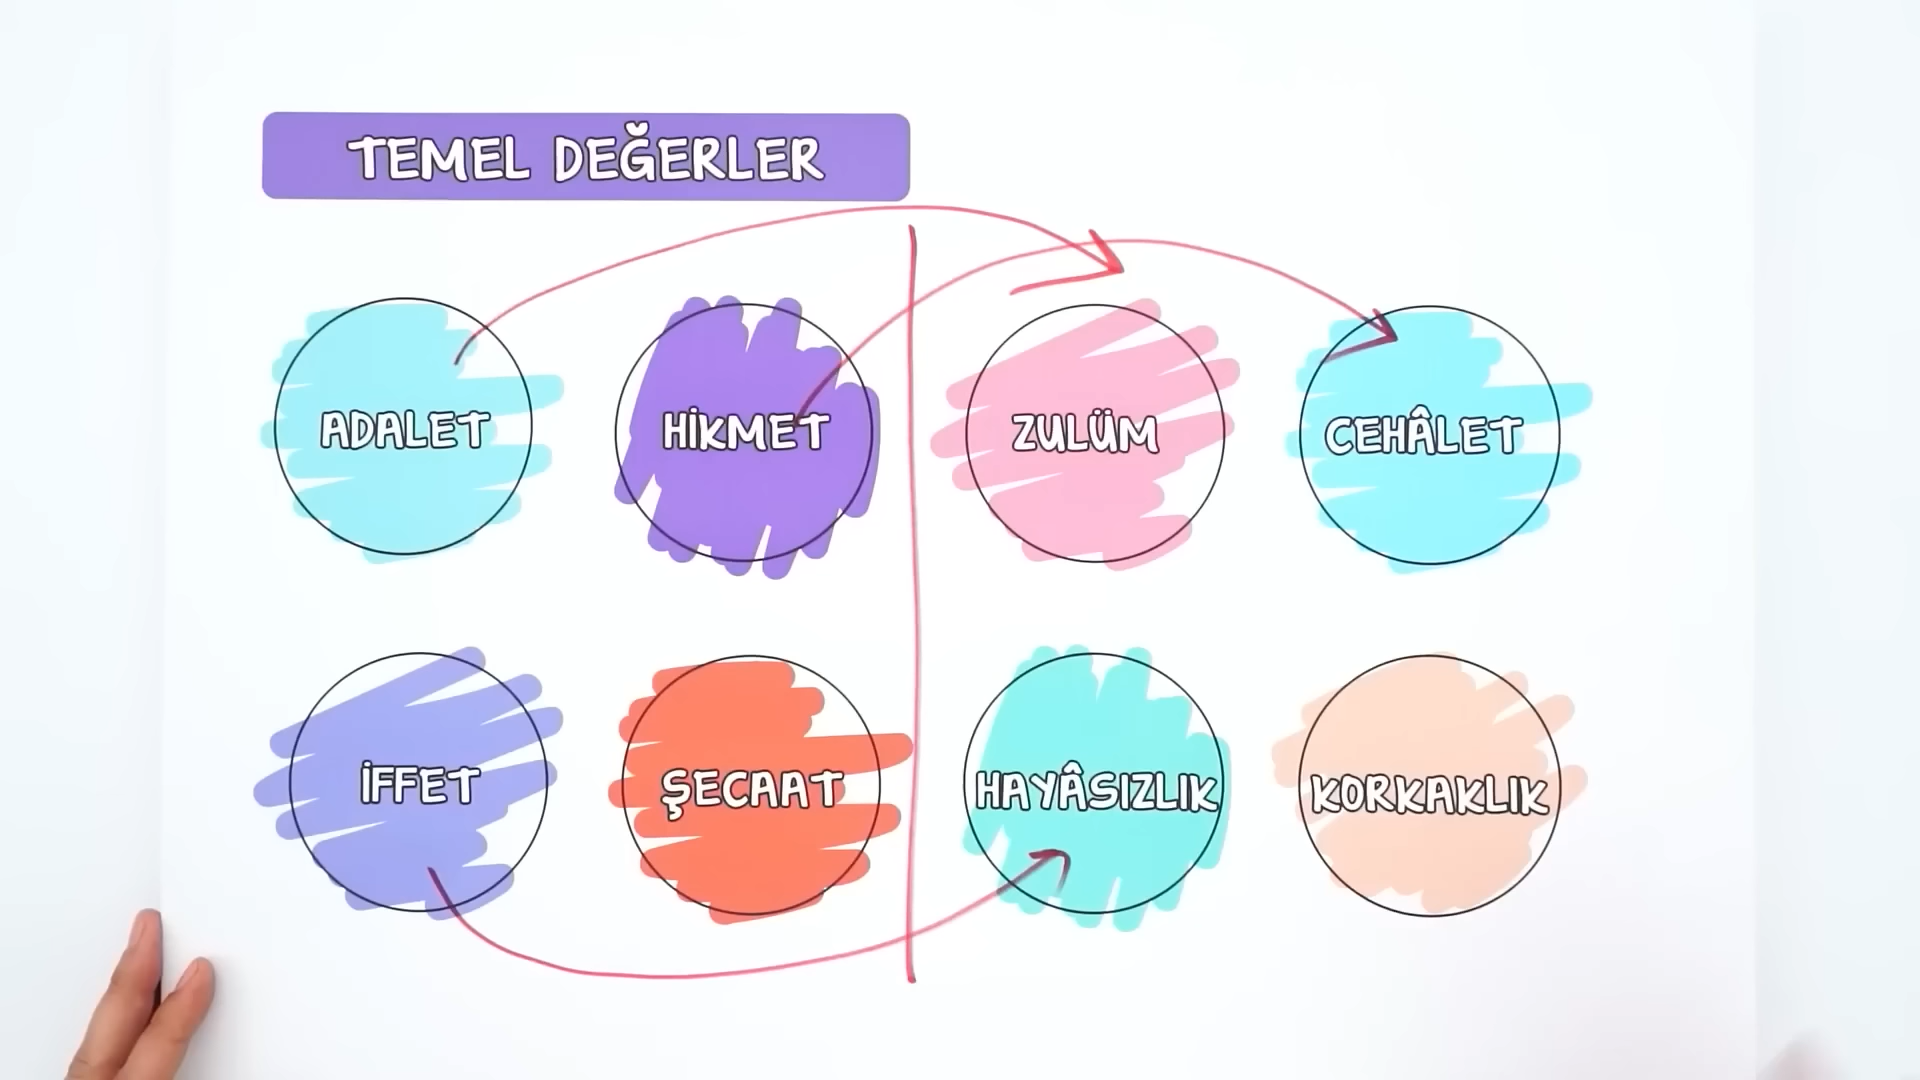 TEMEL DEĞERLER
ADALET
HİKMET
ZULÜM
CEHÂLET
İFFET
ŞECAAT
HAYÂSIZLIK
KORKAKLIK